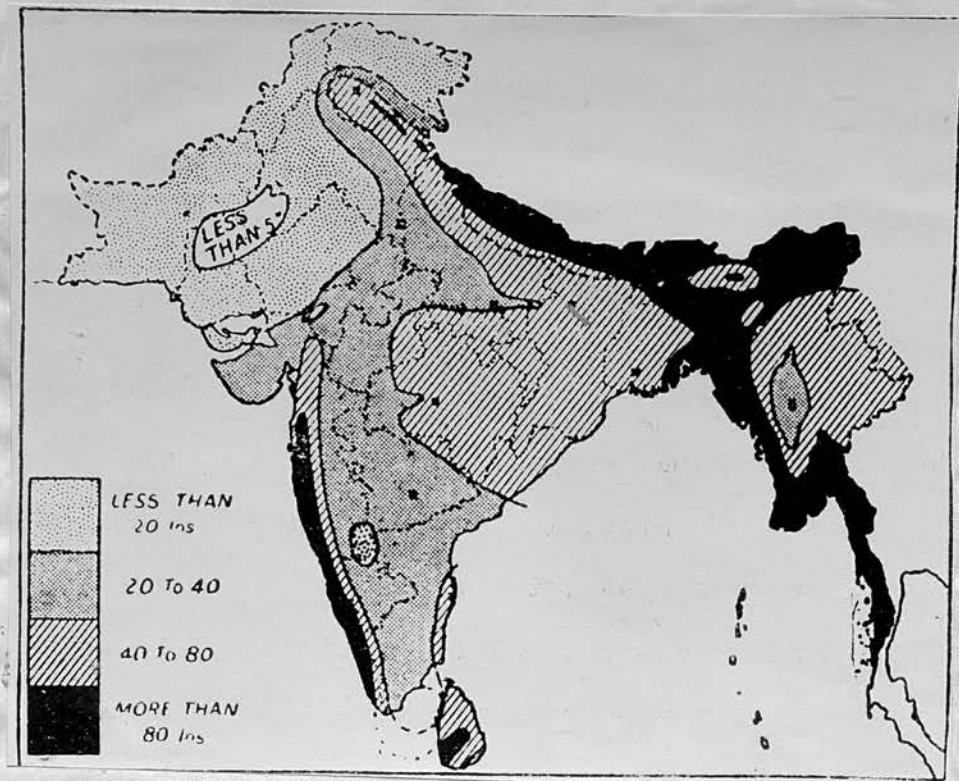 LESS
THAN 5
LESS THAN
20 Ins
20 To 40
40 To 80
MORE THAN
80 Ins